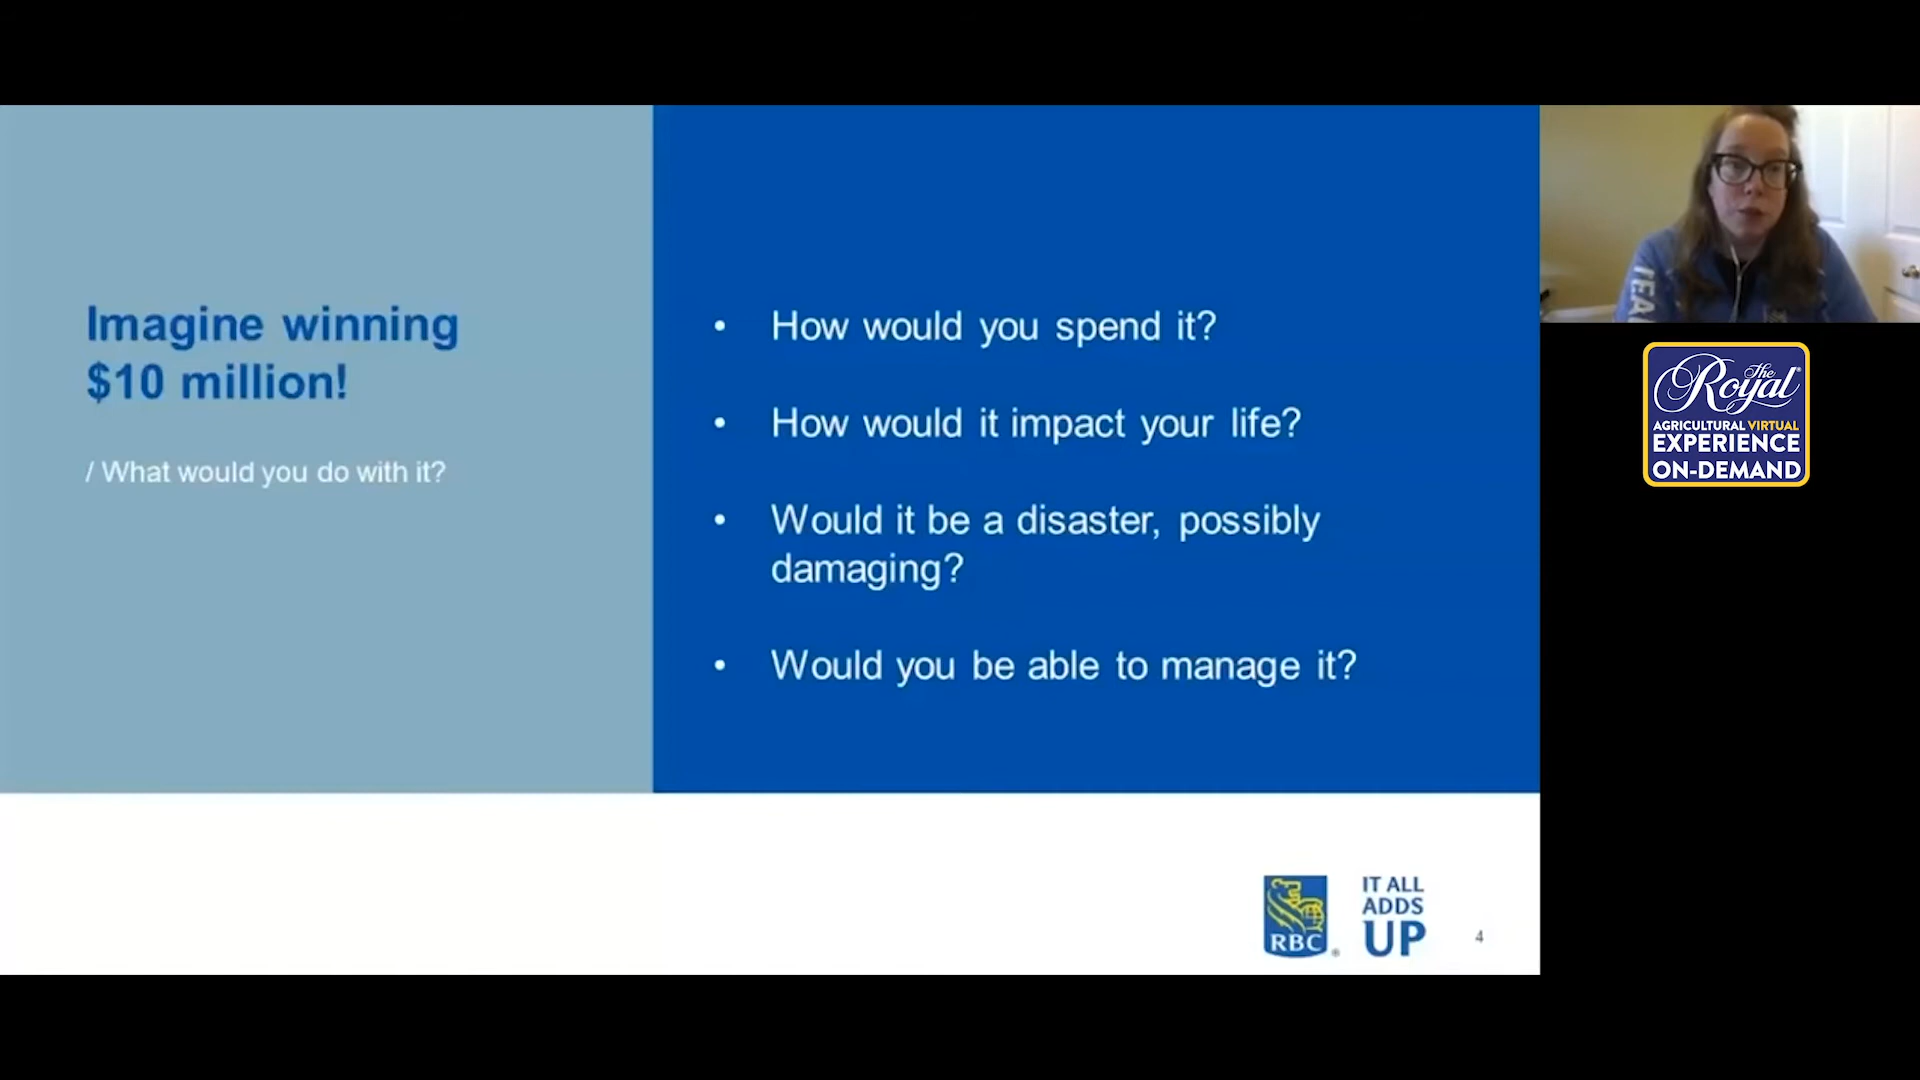 Imagine winning
$10 million!
/ What would you do with it?
• How would you spend it?
• How would it impact your life?
• Would it be a disaster, possibly
damaging?
• Would you be able to manage it?
RBC ®
IT ALL
ADDS
UP
4
TEA
The
Royal
AGRICULTURAL VIRTUAL
EXPERIENCE
ON-DEMAND